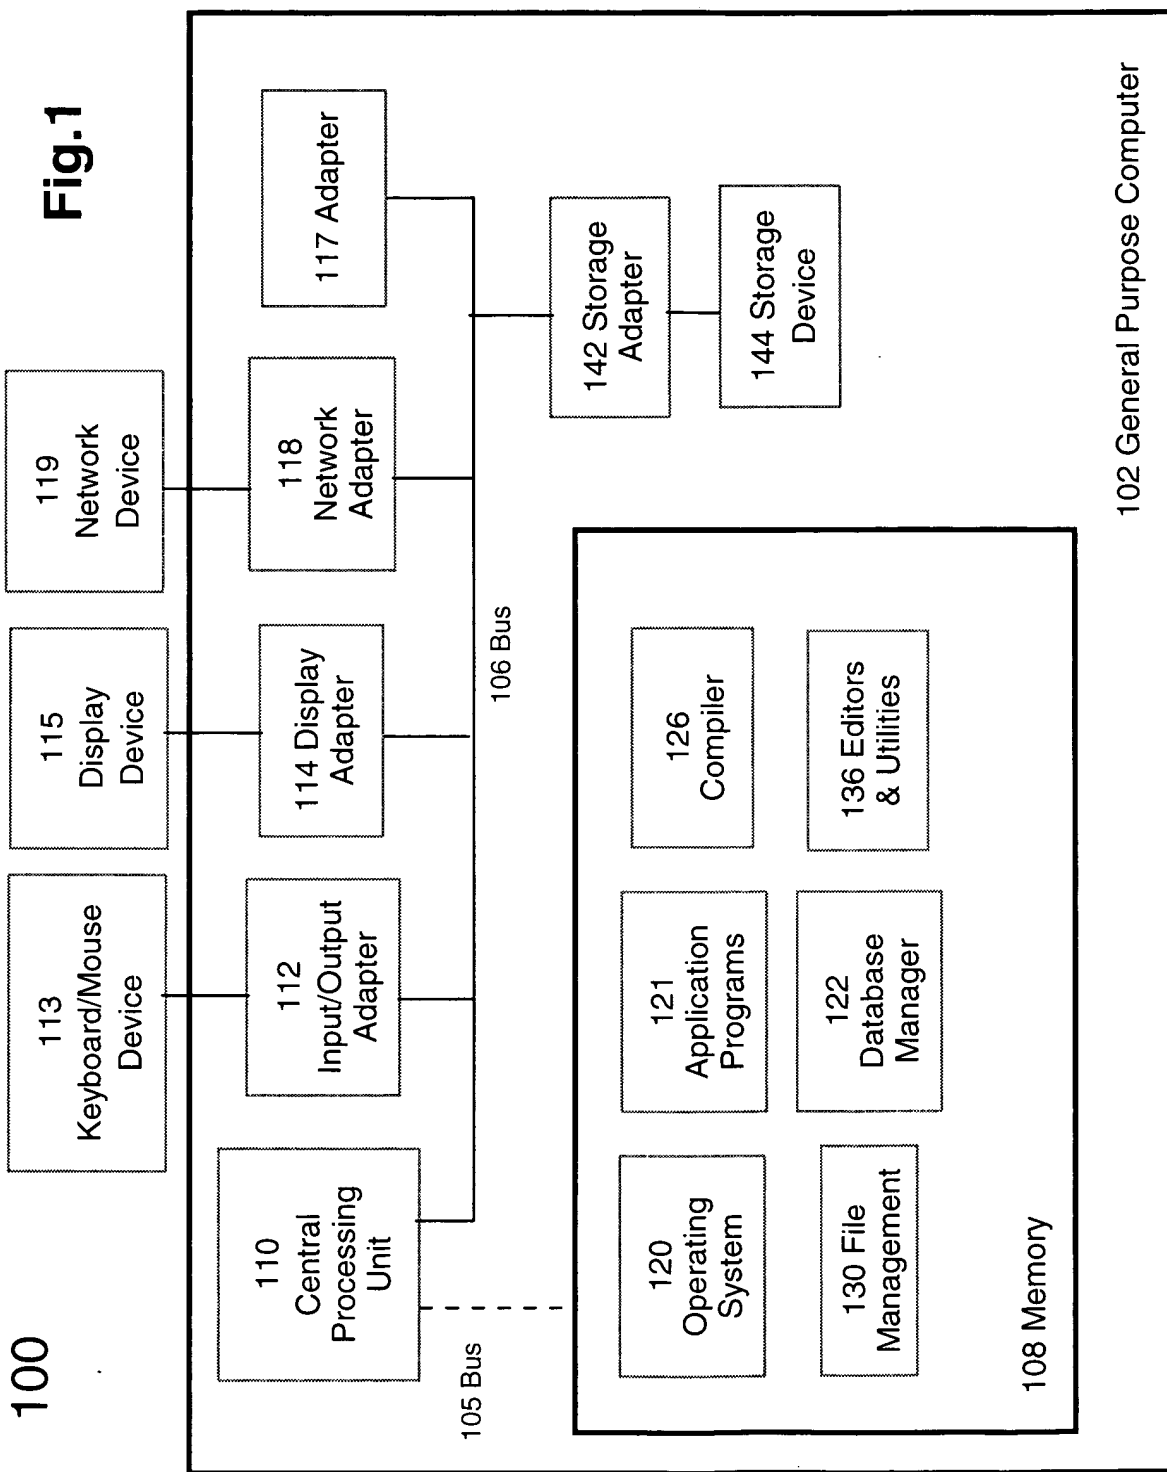 100
Fig.1
113
Keyboard/Mouse
Device
115
Display
Device
119
Network
Device
110
Central
Processing
Unit
112
Input/Output
Adapter
114 Display
Adapter
118
Network
Adapter
117 Adapter
105 Bus
106 Bus
142 Storage
Adapter
144 Storage
Device
120
Operating
System
121
Application
Programs
126
Compiler
130 File
Management
122
Database
Manager
136 Editors
& Utilities
108 Memory
102 General Purpose Computer